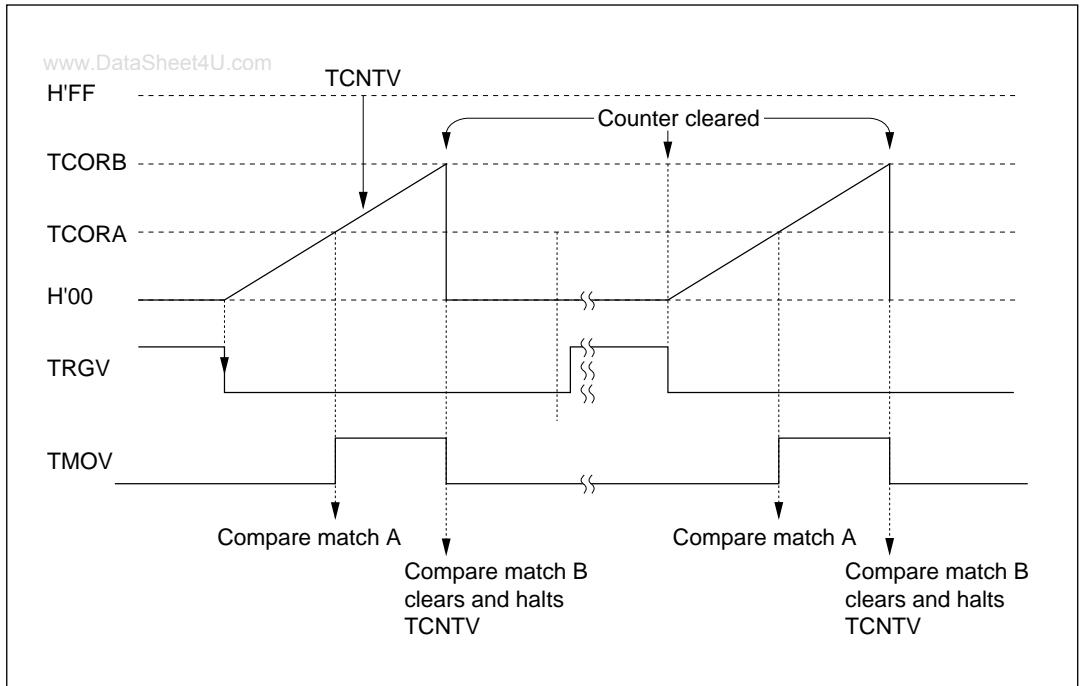 www.DataSheet4U.com
TCNTV
H'FF
Counter cleared
TCORB
TCORA
H'00
TRGV
TMOV
Compare match A
Compare match A
Compare match B
clears and halts
TCNTV
Compare match B
clears and halts
TCNTV